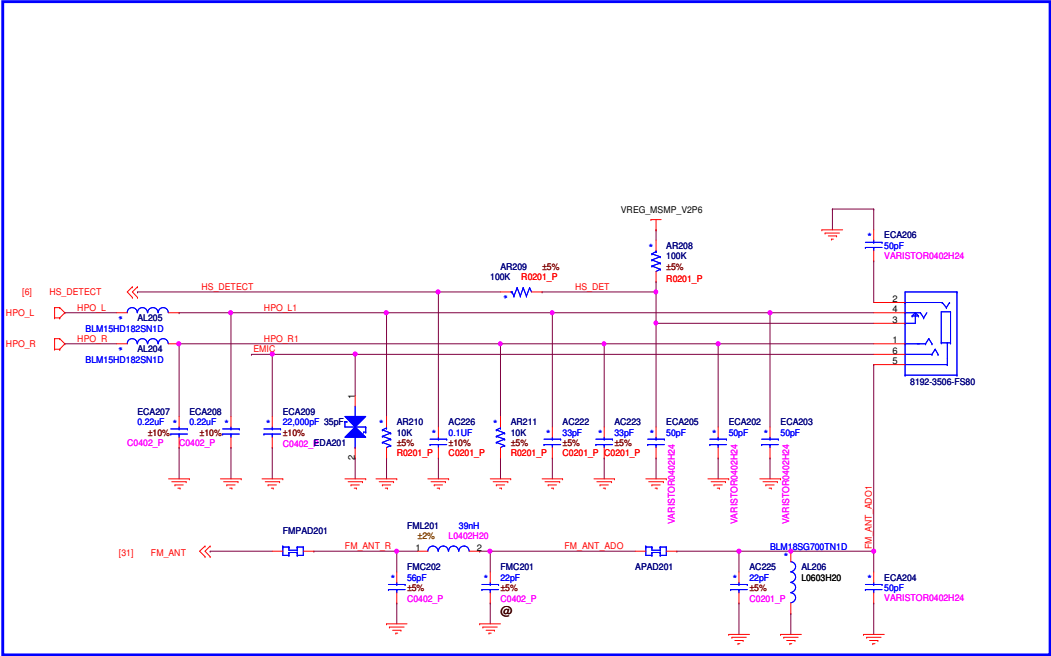 VREG_MSMP_V2P6
AR208
100K
±5%
R0201_P
ECA206
50pF
VARISTOR0402H24
AR209 ±5%
100K R0201_P
[6] HS_DETECT
HS_DETECT
HS_DET
HPO_L
HPO_L
AL205
BLM15HD182SN1D
HPO_L1
HPO_R
HPO_R
AL204
BLM15HD182SN1D
HPO_R1
EMIC
2
4
3
1
6
5
8192-3506-FS80
ECA207
0.22uF
±10%
C0402_P
ECA208
0.22uF
±10%
C0402_P
ECA209
22,000pF
±10%
C0402_P
1
35pF
EDA201
2
AR210
10K
±5%
R0201_P
AC226
0.1UF
±10%
C0201_P
AR211
10K
±5%
R0201_P
AC222
33pF
±5%
C0201_P
AC223
33pF
±5%
C0201_P
ECA205
50pF
VARISTOR0402H24
ECA202
50pF
VARISTOR0402H24
ECA203
50pF
VARISTOR0402H24
FM_ANT_ADO1
[31] FM_ANT
FMPAD201
FM_ANT_R
FML201 39nH
±2% L0402H20
1 2
FM_ANT_ADO
APAD201
BLM18SG700TN1D
FMC202
56pF
±5%
C0402_P
FMC201
22pF
±5%
C0402_P
@
AC225
22pF
±5%
C0201_P
AL206
L0603H20
ECA204
50pF
VARISTOR0402H24